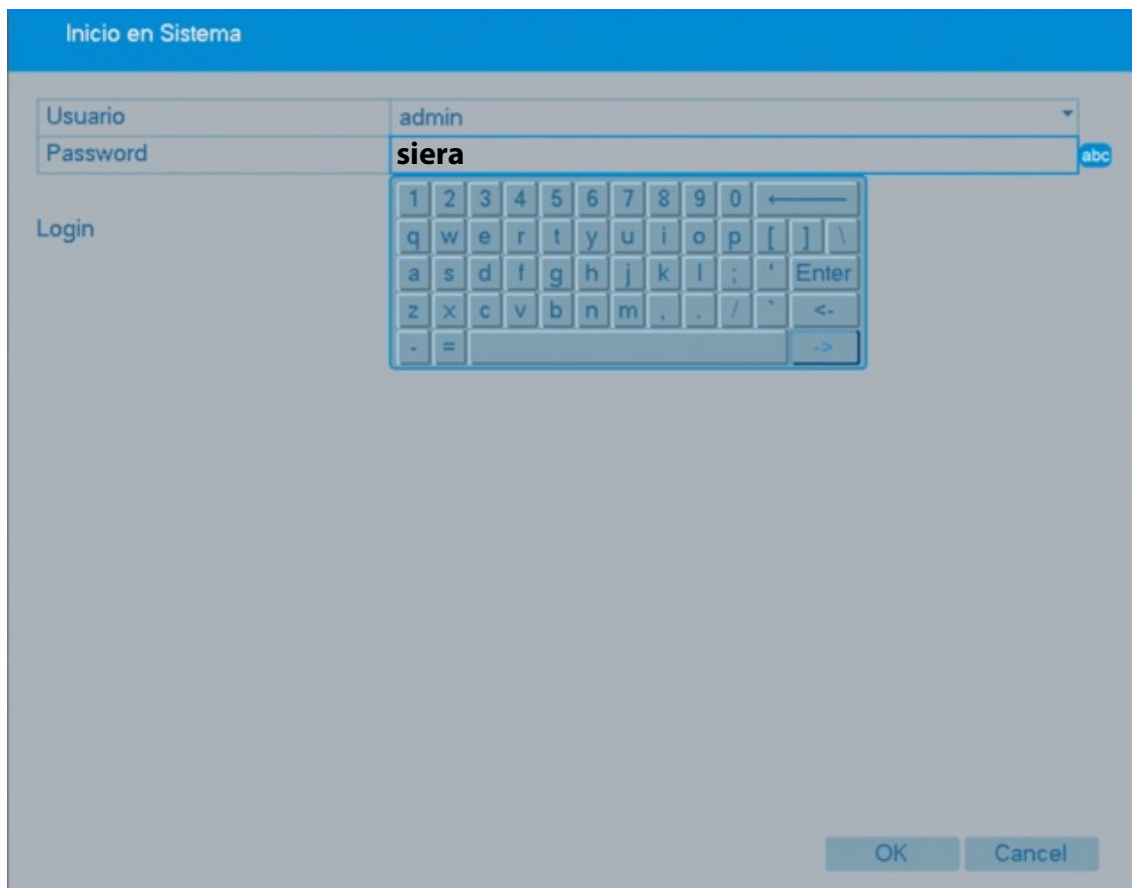 Inicio en Sistema
Usuario admin
Password siera abc
1 2 3 4 5 6 7 8 9 0 ←
Login
q w e r t y u i o p [ ] \
a s d f g h j k l ; ' Enter
z x c v b n m , . / ` <-
- = ->
OK Cancel